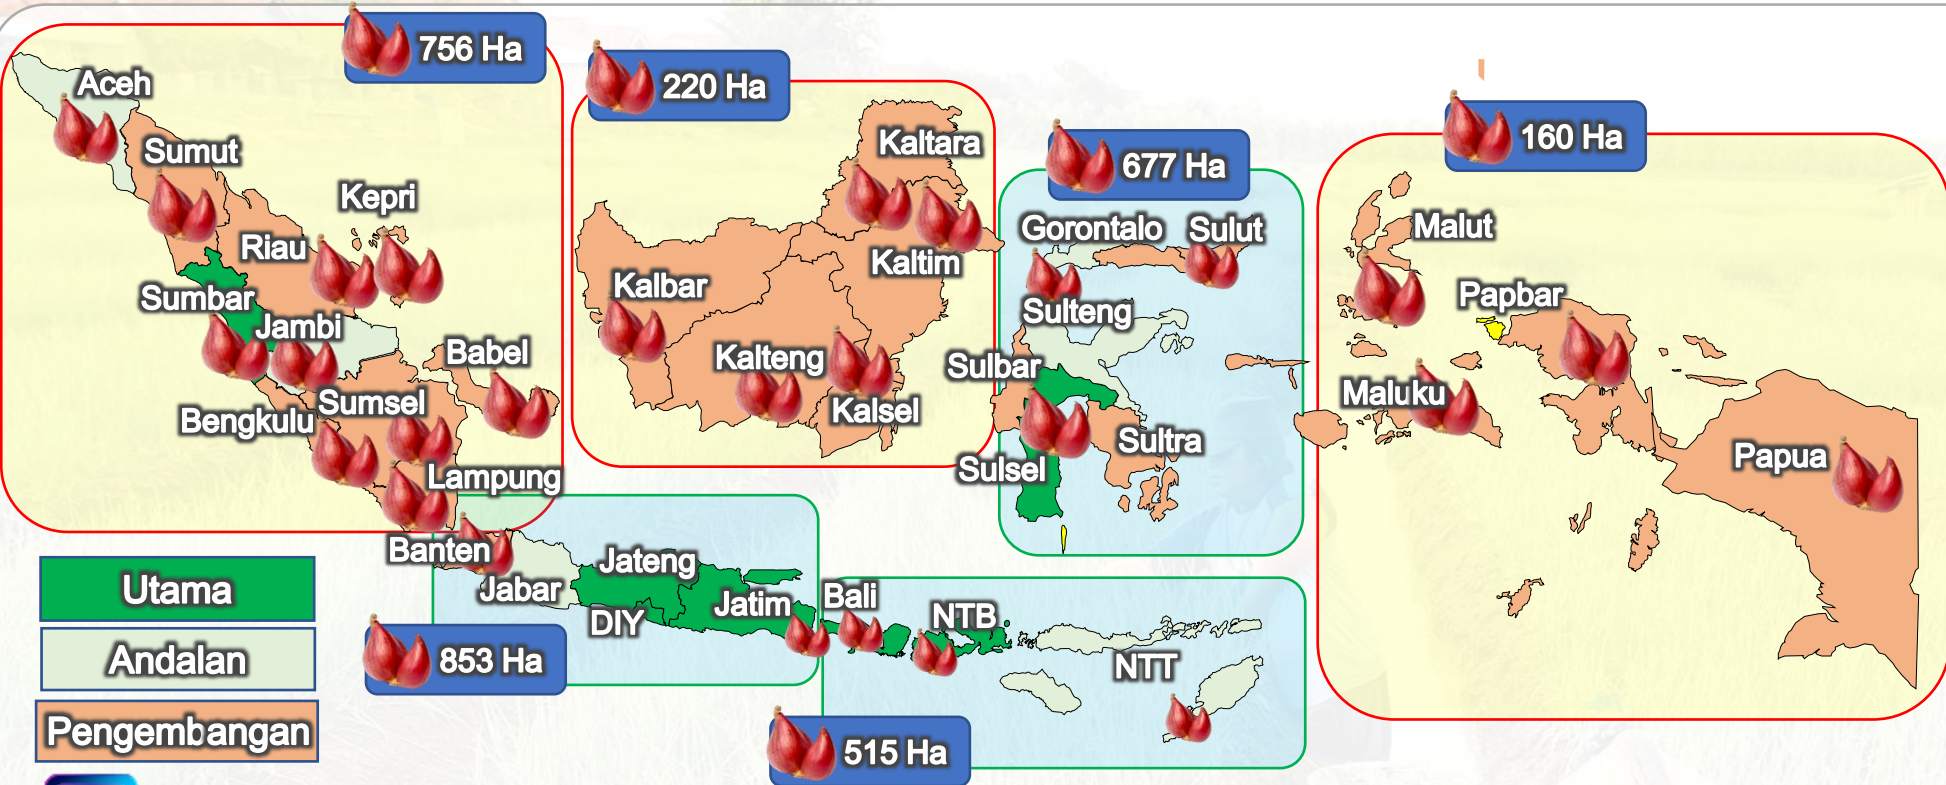 756 Ha
220 Ha
677 Ha
160 Ha
Aceh
Sumut
Kepri
Riau
Sumbar
Jambi
Babel
Sumsel
Bengkulu
Lampung
Kaltara
Kaltim
Kalbar
Kalteng
Kalsel
Gorontalo
Sulut
Sulteng
Sulbar
Sultra
Sulsel
Malut
Papbar
Maluku
Papua
Banten
Jabar
Jateng
DIY
Jatim
Bali
NTB
NTT
853 Ha
515 Ha
Utama
Andalan
Pengembangan